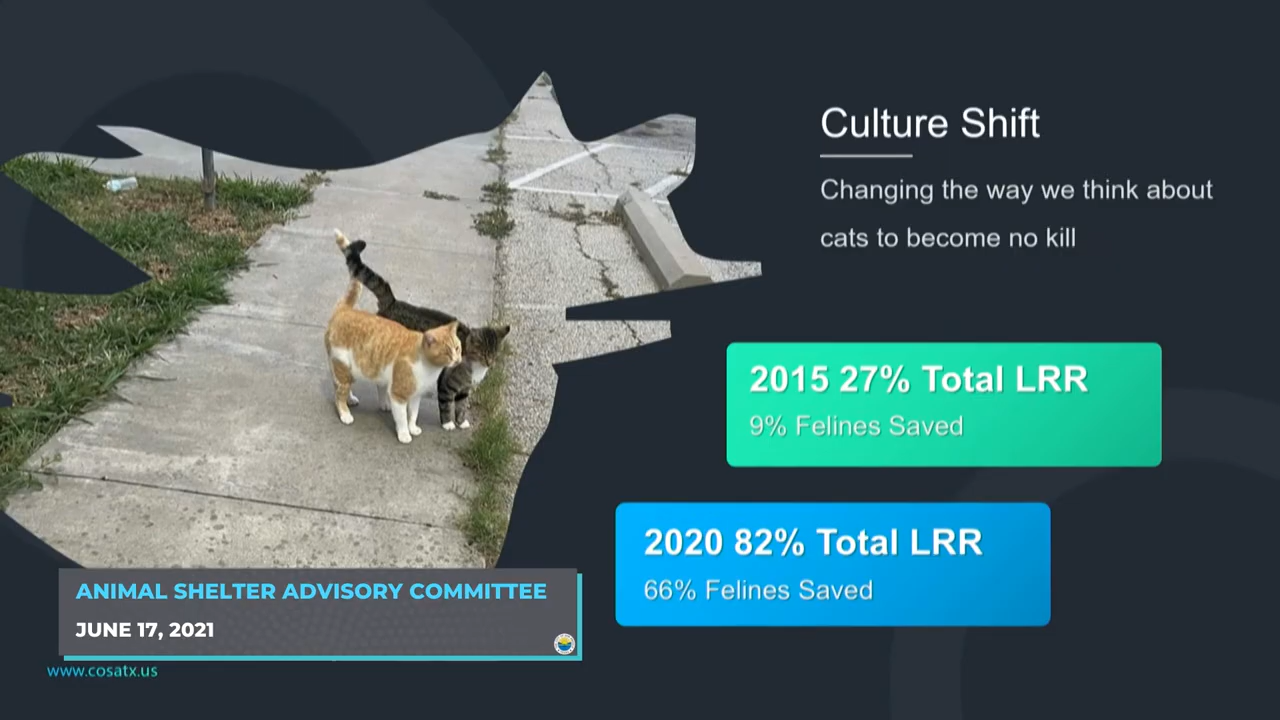 Culture Shift
Changing the way we think about
cats to become no kill
2015 27% Total LRR
9% Felines Saved
2020 82% Total LRR
66% Felines Saved
ANIMAL SHELTER ADVISORY COMMITTEE
JUNE 17, 2021
www.cosatx.us